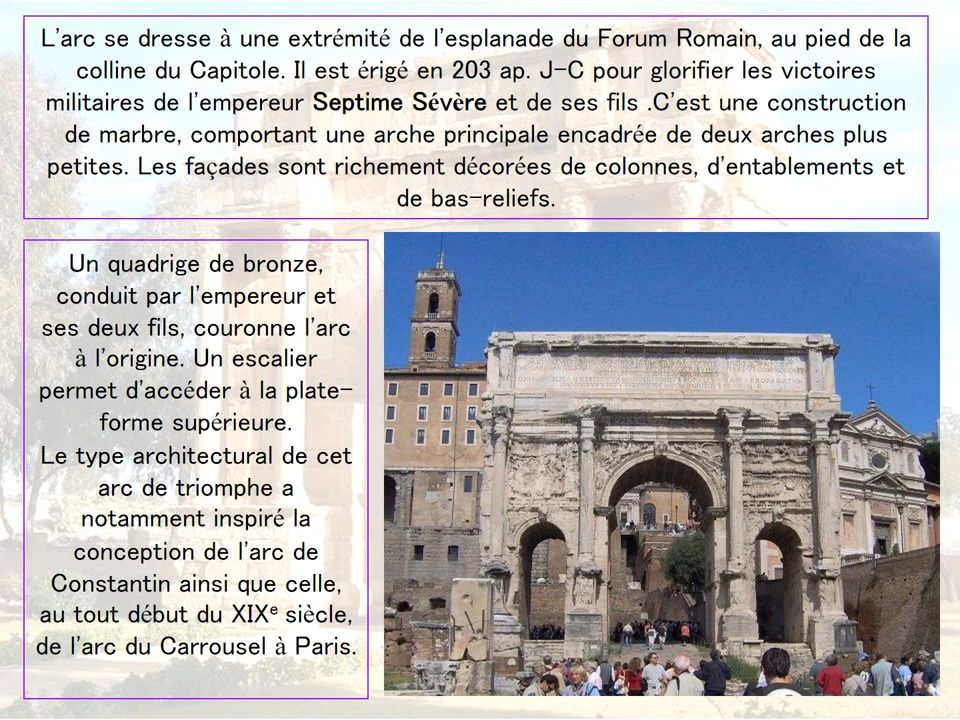 L'arc se dresse à une extrémité de l'esplanade du Forum Romain, au pied de la
colline du Capitole. Il est érigé en 203 ap. J-C pour glorifier les victoires
militaires de l'empereur Septime Sévère et de ses fils .C'est une construction
de marbre, comportant une arche principale encadrée de deux arches plus
petites. Les façades sont richement décorées de colonnes, d'entablements et
de bas-reliefs.
Un quadrige de bronze,
conduit par l'empereur et
ses deux fils, couronne l'arc
à l'origine. Un escalier
permet d'accéder à la plate-
forme supérieure.
Le type architectural de cet
arc de triomphe a
notamment inspiré la
conception de l'arc de
Constantin ainsi que celle,
au tout début du XIXe siècle,
de l'arc du Carrousel à Paris.